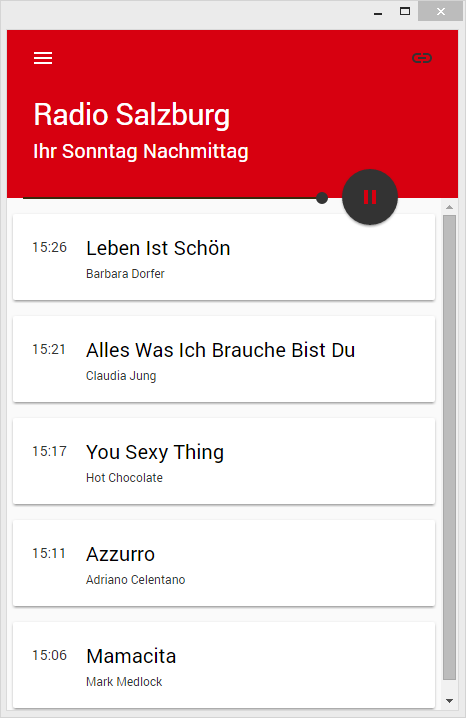 Radio Salzburg
Ihr Sonntag Nachmittag
15:26 Leben Ist Schön
Barbara Dorfer
15:21 Alles Was Ich Brauche Bist Du
Claudia Jung
15:17 You Sexy Thing
Hot Chocolate
15:11 Azzurro
Adriano Celentano
15:06 Mamacita
Mark Medlock